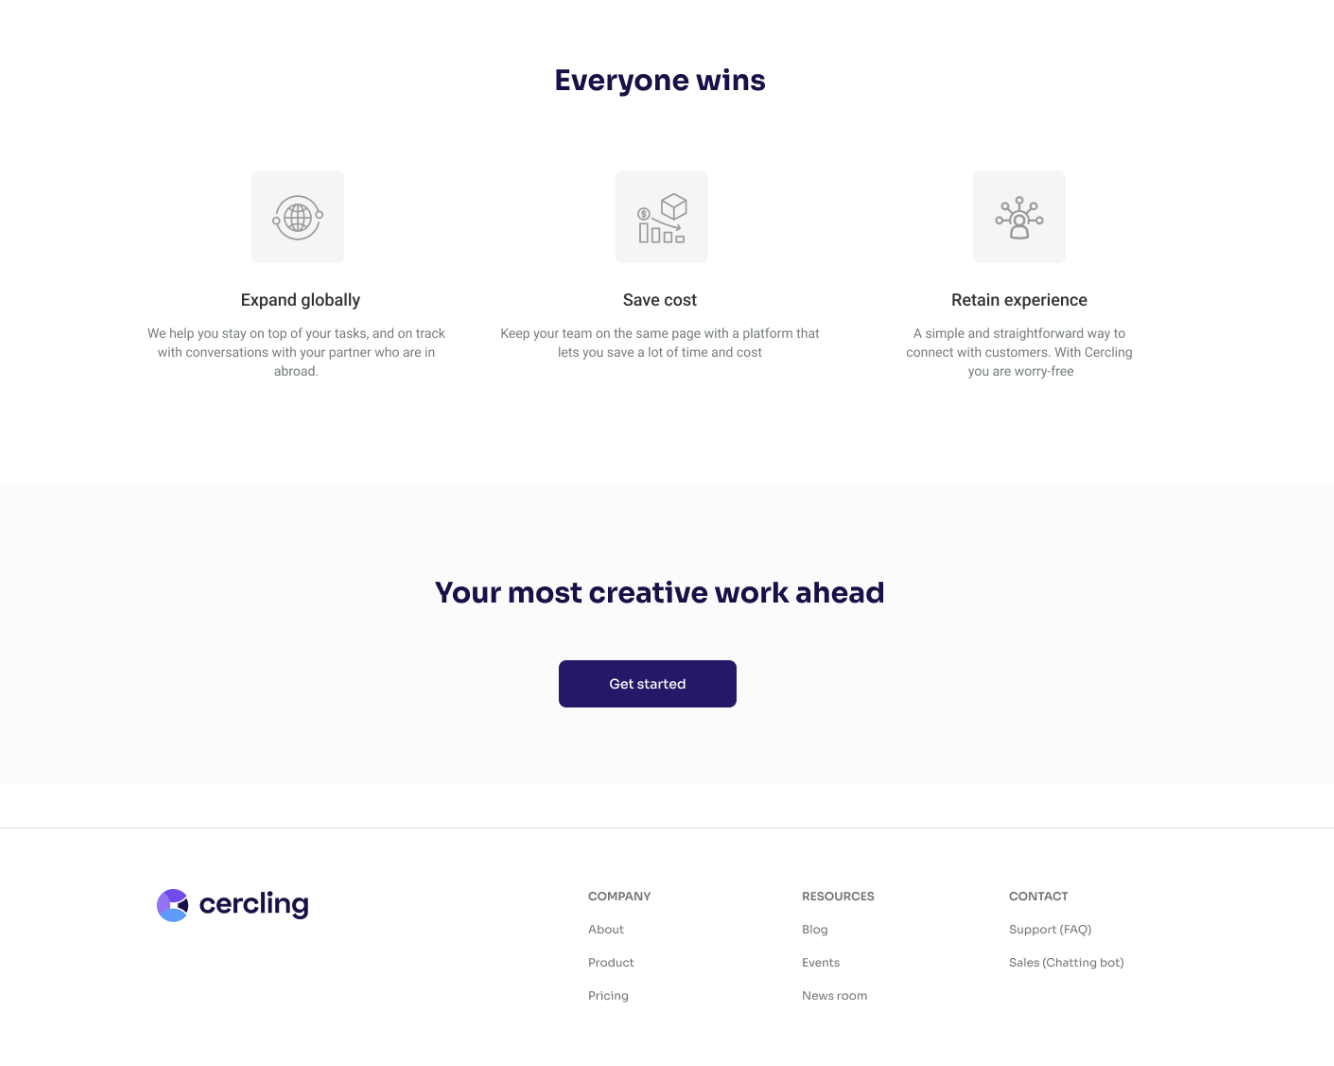 Everyone wins
Expand globally
We help you stay on top of your tasks, and on track
with conversations with your partner who are in
abroad.
Save cost
Keep your team on the same page with a platform that
lets you save a lot of time and cost
Retain experience
A simple and straightforward way to
connect with customers. With Cercling
you are worry-free
Your most creative work ahead
Get started
cercling
COMPANY
About
Product
Pricing
RESOURCES
Blog
Events
News room
CONTACT
Support (FAQ)
Sales (Chatting bot)